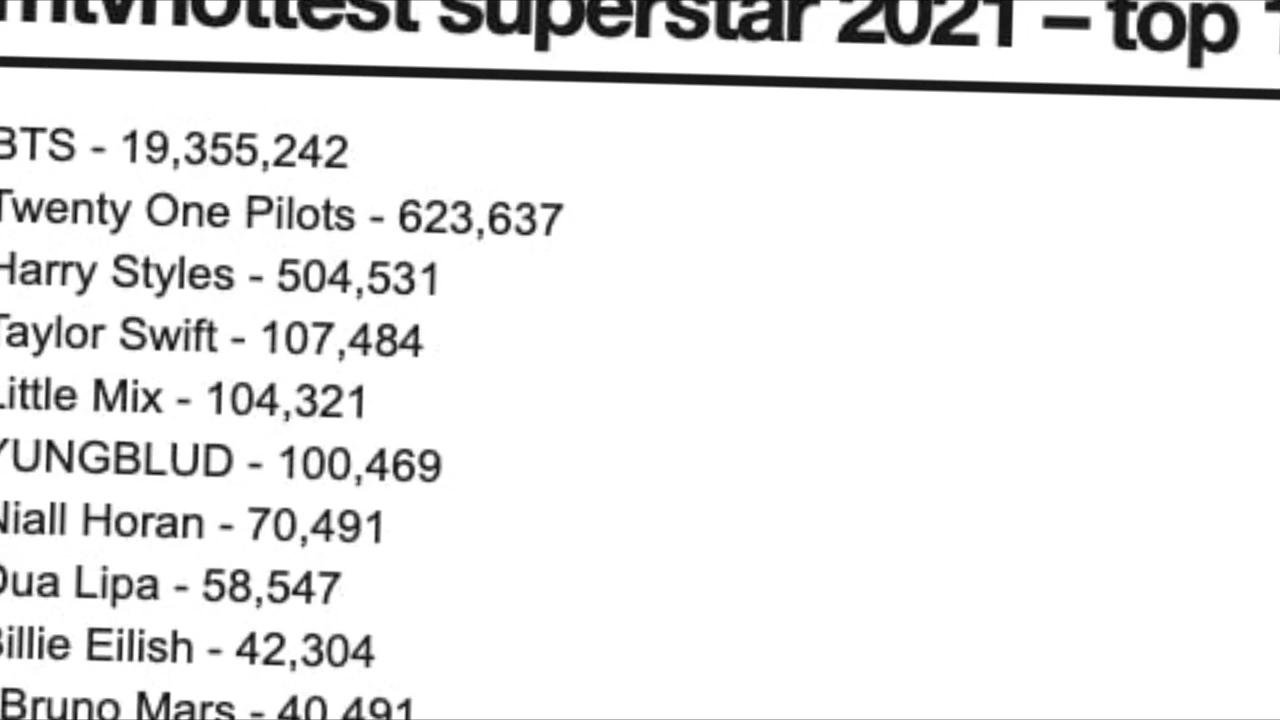 mtvhottest superstar 2021 – top 1
BTS - 19,355,242
Twenty One Pilots - 623,637
Harry Styles - 504,531
Taylor Swift - 107,484
Little Mix - 104,321
YUNGBLUD - 100,469
Niall Horan - 70,491
Dua Lipa - 58,547
Billie Eilish - 42,304
Bruno Mars - 40,491